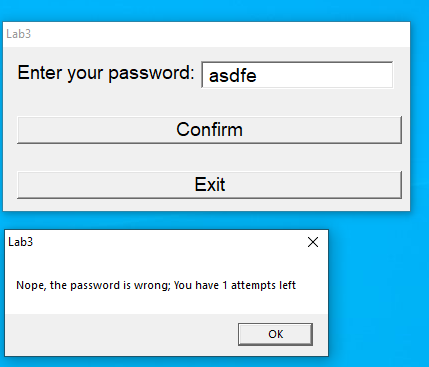 Lab3
Enter your password: asdfe
Confirm
Exit
Lab3
Nope, the password is wrong; You have 1 attempts left
OK